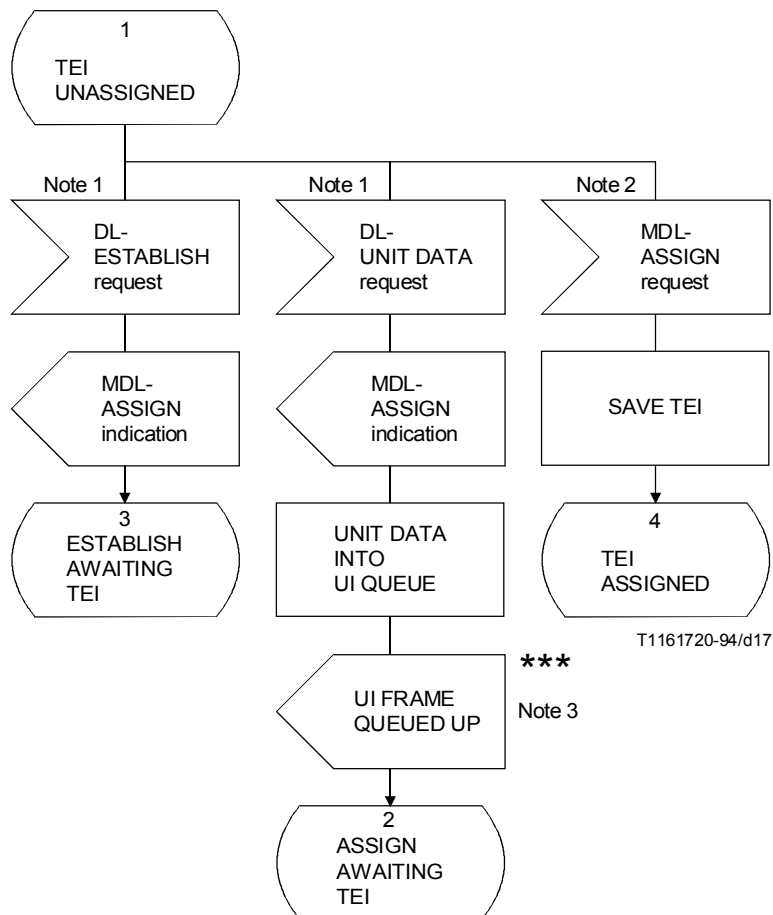 1
TEI
UNASSIGNED
Note 1
Note 1
Note 2
DL-
ESTABLISH
request
DL-
UNIT DATA
request
MDL-
ASSIGN
request
MDL-
ASSIGN
indication
MDL-
ASSIGN
indication
SAVE TEI
3
ESTABLISH
AWAITING
TEI
UNIT DATA
INTO
UI QUEUE
4
TEI
ASSIGNED
T1161720-94/d17
UI FRAME
QUEUED UP
***
Note 3
2
ASSIGN
AWAITING
TEI